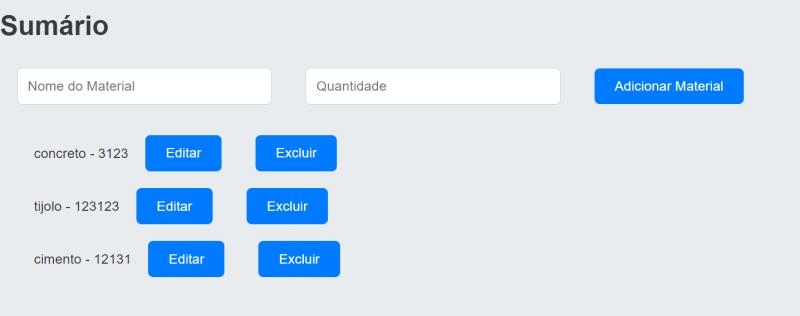 Sumário
Nome do Material Quantidade Adicionar Material
concreto - 3123 Editar Excluir
tijolo - 123123 Editar Excluir
cimento - 12131 Editar Excluir